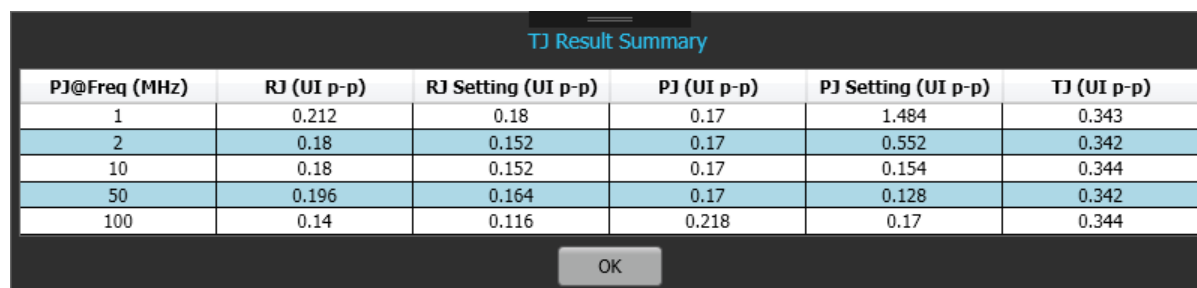 TJ Result Summary
PJ@Freq (MHz) RJ (UI p-p) RJ Setting (UI p-p) PJ (UI p-p) PJ Setting (UI p-p) TJ (UI p-p)
1 0.212 0.18 0.17 1.484 0.343
2 0.18 0.152 0.17 0.552 0.342
10 0.18 0.152 0.17 0.154 0.344
50 0.196 0.164 0.17 0.128 0.342
100 0.14 0.116 0.218 0.17 0.344
OK